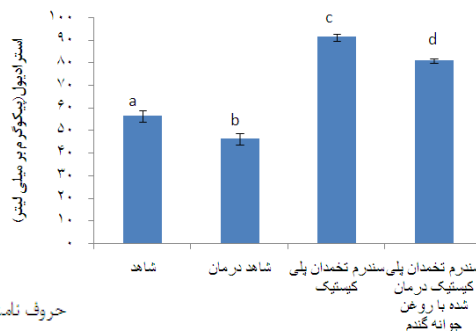 استرادیول(پیکوگرم بر میلی لیتر)
۱۰۰
۹۰
۸۰
۷۰
۶۰
۵۰
۴۰
۳۰
۲۰
۱۰
۰
a
b
c
d
شاهد
شاهد درمان
سندرم تخمدان پلی
کیستیک
سندرم تخمدان پلی
کیستیک درمان
شده با روغن
جوانه گندم
حروف